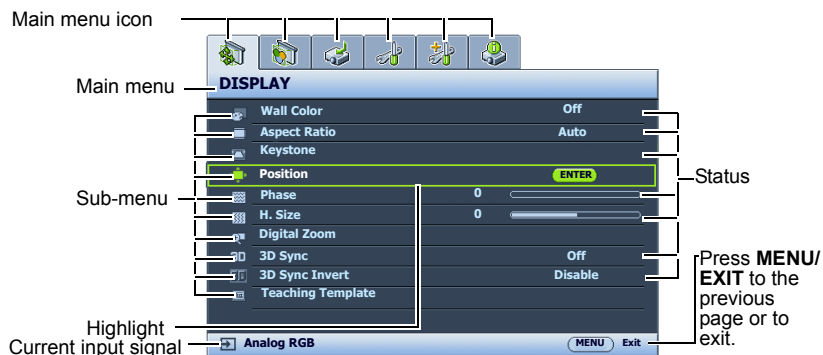 Main menu icon
Main menu
DISPLAY
Wall Color Off
Aspect Ratio Auto
Keystone
Position ENTER
Status
Sub-menu
Phase 0
H. Size 0
Digital Zoom
3D Sync Off
3D Sync Invert Disable
Teaching Template
Press MENU/
EXIT to the
previous
page or to
exit.
Highlight
Current input signal
Analog RGB MENU Exit